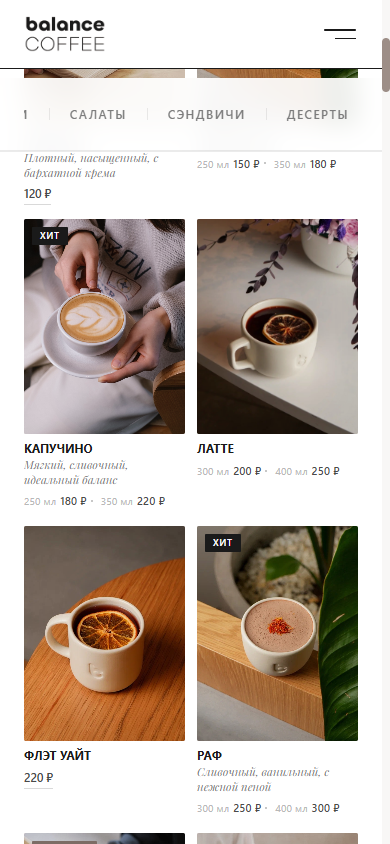 balance
COFFEE
САЛАТЫ
СЭНДВИЧИ
ДЕСЕРТЫ
Плотный, насыщенный, с
бархатной крема
120 ₽
250 мл 150 ₽ · 350 мл 180 ₽
ХИТ
КАПУЧИНО
Мягкий, сливочный,
идеальный баланс
250 мл 180 ₽ · 350 мл 220 ₽
ЛАТТЕ
300 мл 200 ₽ · 400 мл 250 ₽
ФЛЭТ УАЙТ
220 ₽
ХИТ
РАФ
Сливочный, ванильный, с
нежной пеной
300 мл 250 ₽ · 400 мл 300 ₽